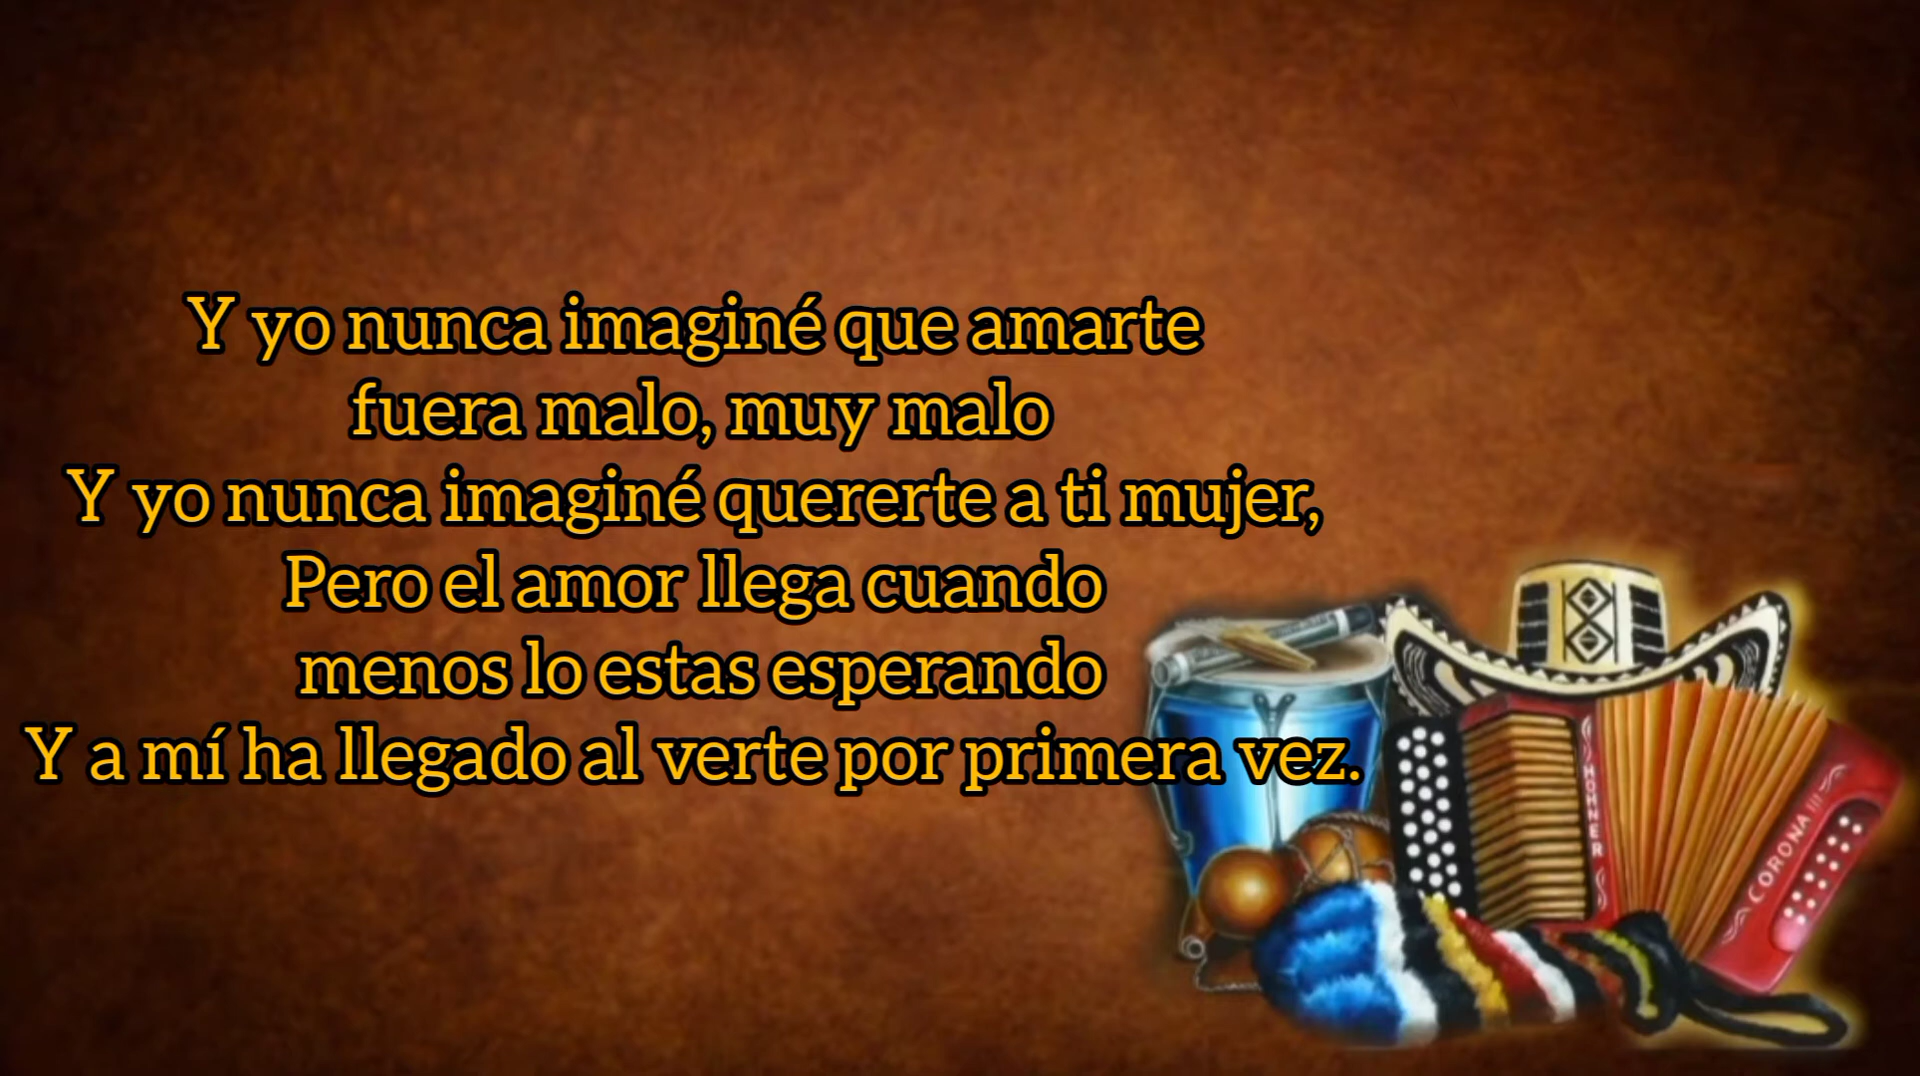 Y yo nunca imaginé que amarte
fuera malo, muy malo
Y yo nunca imaginé quererte a ti mujer,
Pero el amor llega cuando
menos lo estas esperando
Y a mí ha llegado al verte por primera vez.
HOHNER
CORONA III